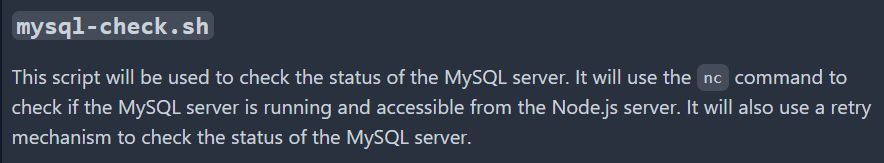 mysql-check.sh
This script will be used to check the status of the MySQL server. It will use the nc command to
check if the MySQL server is running and accessible from the Node.js server. It will also use a retry
mechanism to check the status of the MySQL server.